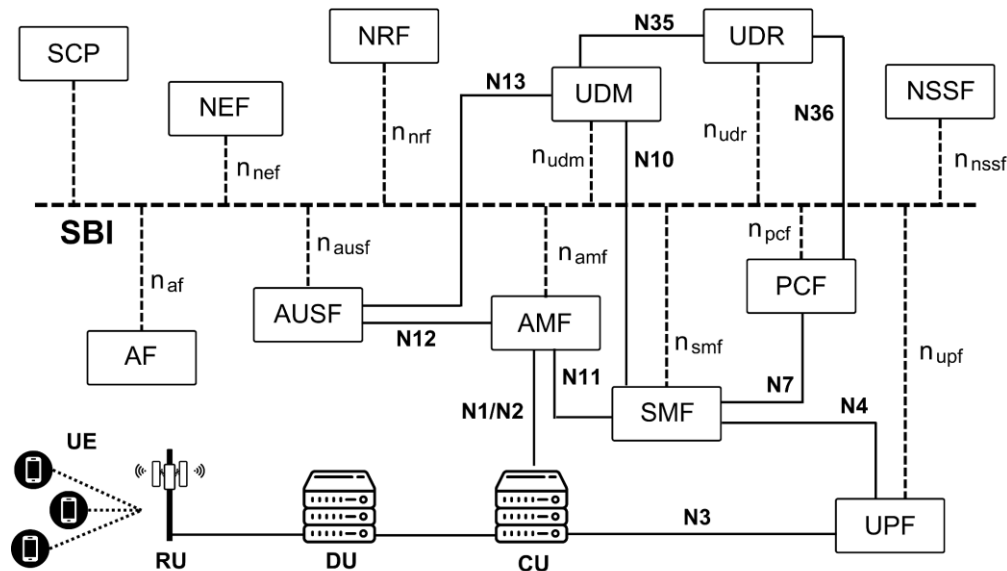 SCP
NRF
N35
UDR
NEF
N13
UDM
NSSF
N36
n nrf
n udr
n nef
n udm
N10
n nssf
SBI
n ausf
n amf
n pcf
n af
AUSF
PCF
AMF
N12
AF
n smf
n upf
N11
N7
N1/N2
SMF
N4
UE
N3
UPF
RU
DU
CU